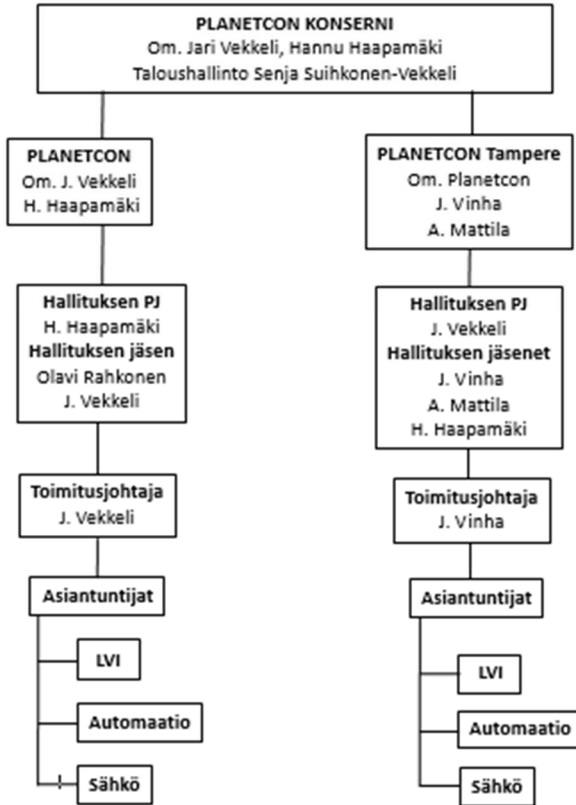 PLANETCON KONSERNI
Om. Jari Vekkeli, Hannu Haapamäki
Taloushallinto Senja Suihkonen-Vekkeli
PLANETCON
Om. J. Vekkeli
H. Haapamäki
Hallituksen PJ
H. Haapamäki
Hallituksen jäsen
Olavi Rahkonen
J. Vekkeli
Toimitusjohtaja
J. Vekkeli
Asiantuntijat
LVI
Automaatio
Sähkö
PLANETCON Tampere
Om. Planetcon
J. Vinha
A. Mattila
Hallituksen PJ
J. Vekkeli
Hallituksen jäsenet
J. Vinha
A. Mattila
H. Haapamäki
Toimitusjohtaja
J. Vinha
Asiantuntijat
LVI
Automaatio
Sähkö